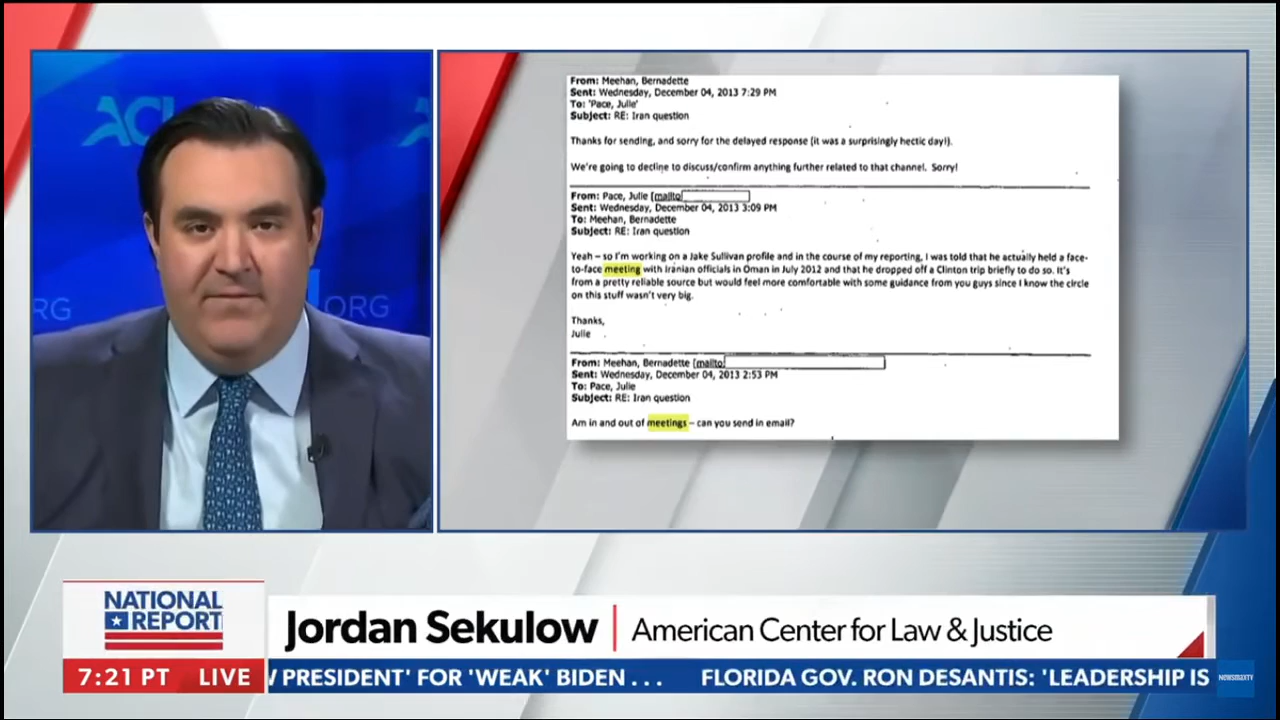 ACL
RG
.ORG
From: Meehan, Bernadette
Sent: Wednesday, December 04, 2013 7:29 PM
To: 'Pace, Julie'
Subject: RE: Iran question
Thanks for sending, and sorry for the delayed response (it was a surprisingly hectic day!).
We're going to decline to discuss/confirm anything further related to that channel. Sorry!
From: Pace, Julie [mailto
Sent: Wednesday, December 04, 2013 3:09 PM
To: Meehan, Bernadette
Subject: RE: Iran question
Yeah – so I'm working on a Jake Sullivan profile and in the course of my reporting, I was told that he actually held a face-
to-face meeting with Iranian officials in Oman in July 2012 and that he dropped off a Clinton trip briefly to do so. It's
from a pretty reliable source but would feel more comfortable with some guidance from you guys since I know the circle
on this stuff wasn't very big.
Thanks,
Julie
From: Meehan, Bernadette [mailto:
Sent: Wednesday, December 04, 2013 2:53 PM
To: Pace, Julie
Subject: RE: Iran question
Am in and out of meetings – can you send in email?
NATIONAL
REPORT
Jordan Sekulow
American Center for Law & Justice
7:21 PT LIVE
PRESIDENT' FOR 'WEAK' BIDEN . . . FLORIDA GOV. RON DESANTIS: 'LEADERSHIP IS
NEWSMAXTV